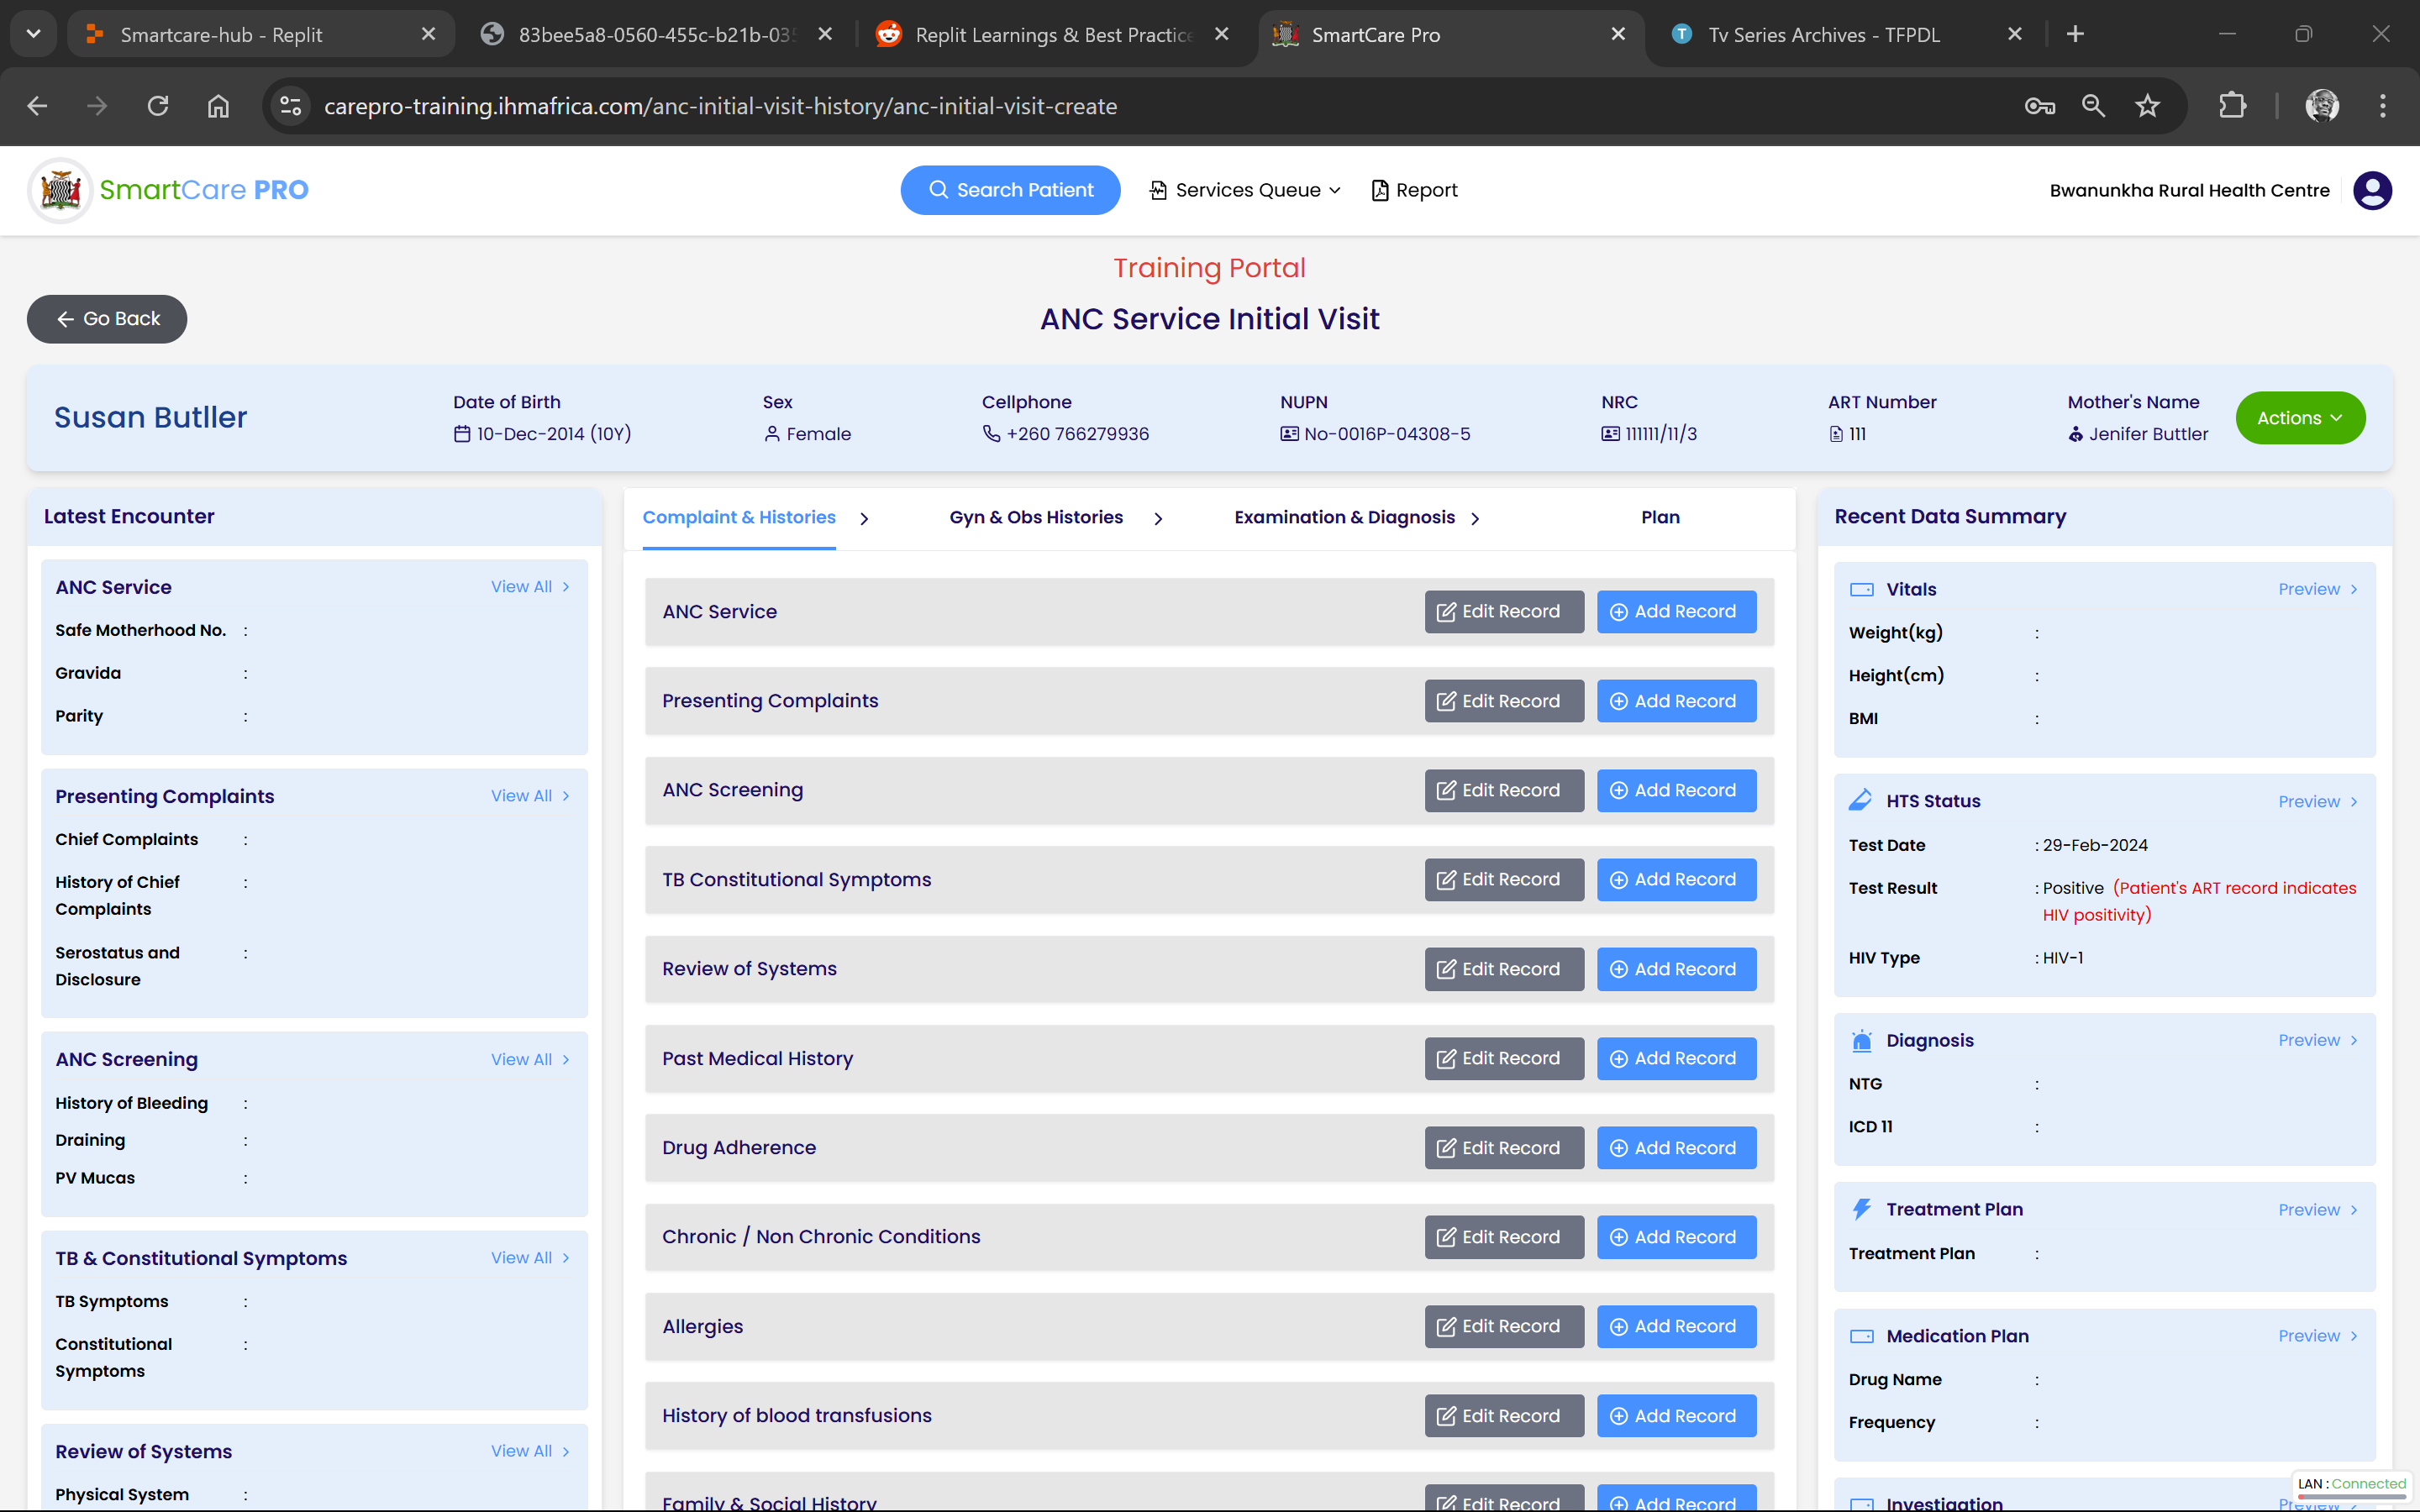 Smartcare-hub - Replit
83bee5a8-0560-455c-b21b-035
Replit Learnings & Best Practice
SmartCare Pro
Tv Series Archives - TFPDL
carepro-training.ihmafrica.com/anc-initial-visit-history/anc-initial-visit-create
SmartCare PRO
Search Patient
Services Queue
Report
Bwanunkha Rural Health Centre
Training Portal
Go Back
ANC Service Initial Visit
Susan Butller
Date of Birth
10-Dec-2014 (10Y)
Sex
Female
Cellphone
+260 766279936
NUPN
No-0016P-04308-5
NRC
111111/11/3
ART Number
111
Mother's Name
Jenifer Buttler
Actions
Latest Encounter
ANC Service View All
Safe Motherhood No. :
Gravida :
Parity :
Presenting Complaints View All
Chief Complaints :
History of Chief :
Complaints
Serostatus and :
Disclosure
ANC Screening View All
History of Bleeding :
Draining :
PV Mucas :
TB & Constitutional Symptoms View All
TB Symptoms :
Constitutional :
Symptoms
Review of Systems View All
Physical System :
Complaint & Histories
Gyn & Obs Histories
Examination & Diagnosis
Plan
ANC Service Edit Record Add Record
Presenting Complaints Edit Record Add Record
ANC Screening Edit Record Add Record
TB Constitutional Symptoms Edit Record Add Record
Review of Systems Edit Record Add Record
Past Medical History Edit Record Add Record
Drug Adherence Edit Record Add Record
Chronic / Non Chronic Conditions Edit Record Add Record
Allergies Edit Record Add Record
History of blood transfusions Edit Record Add Record
Family & Social History Edit Record Add Record
Recent Data Summary
Vitals Preview
Weight(kg) :
Height(cm) :
BMI :
HTS Status Preview
Test Date : 29-Feb-2024
Test Result : Positive (Patient's ART record indicates
HIV positivity)
HIV Type : HIV-1
Diagnosis Preview
NTG :
ICD 11 :
Treatment Plan Preview
Treatment Plan :
Medication Plan Preview
Drug Name :
Frequency :
Investigation Preview
LAN : Connected